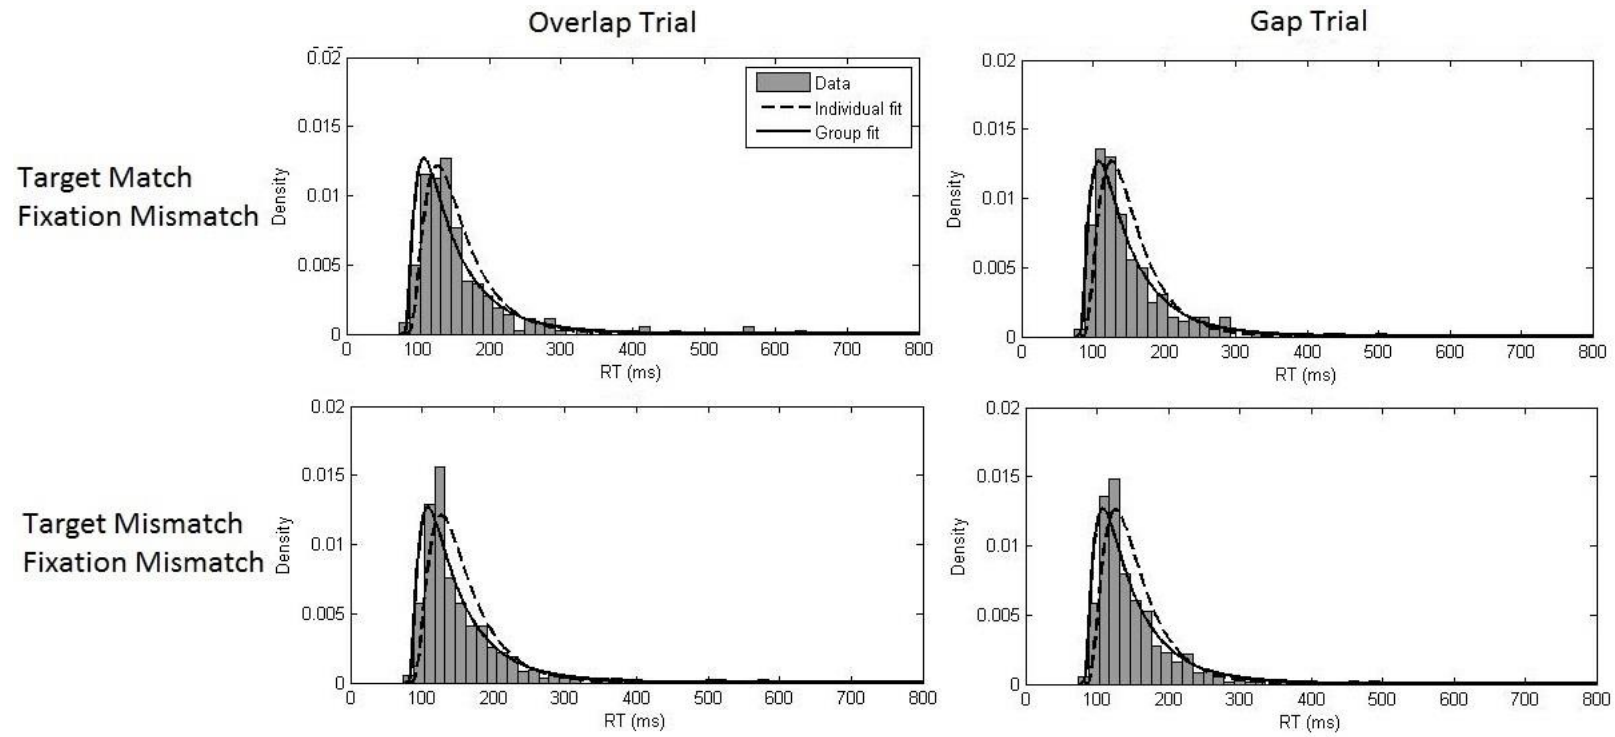 Overlap Trial
Gap Trial
Target Match
Fixation Mismatch
Density
0.02
0.015
0.01
0.005
0
Data
Individual fit
Group fit
0 100 200 300 400 500 600 700 800
RT (ms)
Density
0.02
0.015
0.01
0.005
0
0 100 200 300 400 500 600 700 800
RT (ms)
Target Mismatch
Fixation Mismatch
Density
0.02
0.015
0.01
0.005
0
0 100 200 300 400 500 600 700 800
RT (ms)
Density
0.02
0.015
0.01
0.005
0
0 100 200 300 400 500 600 700 800
RT (ms)